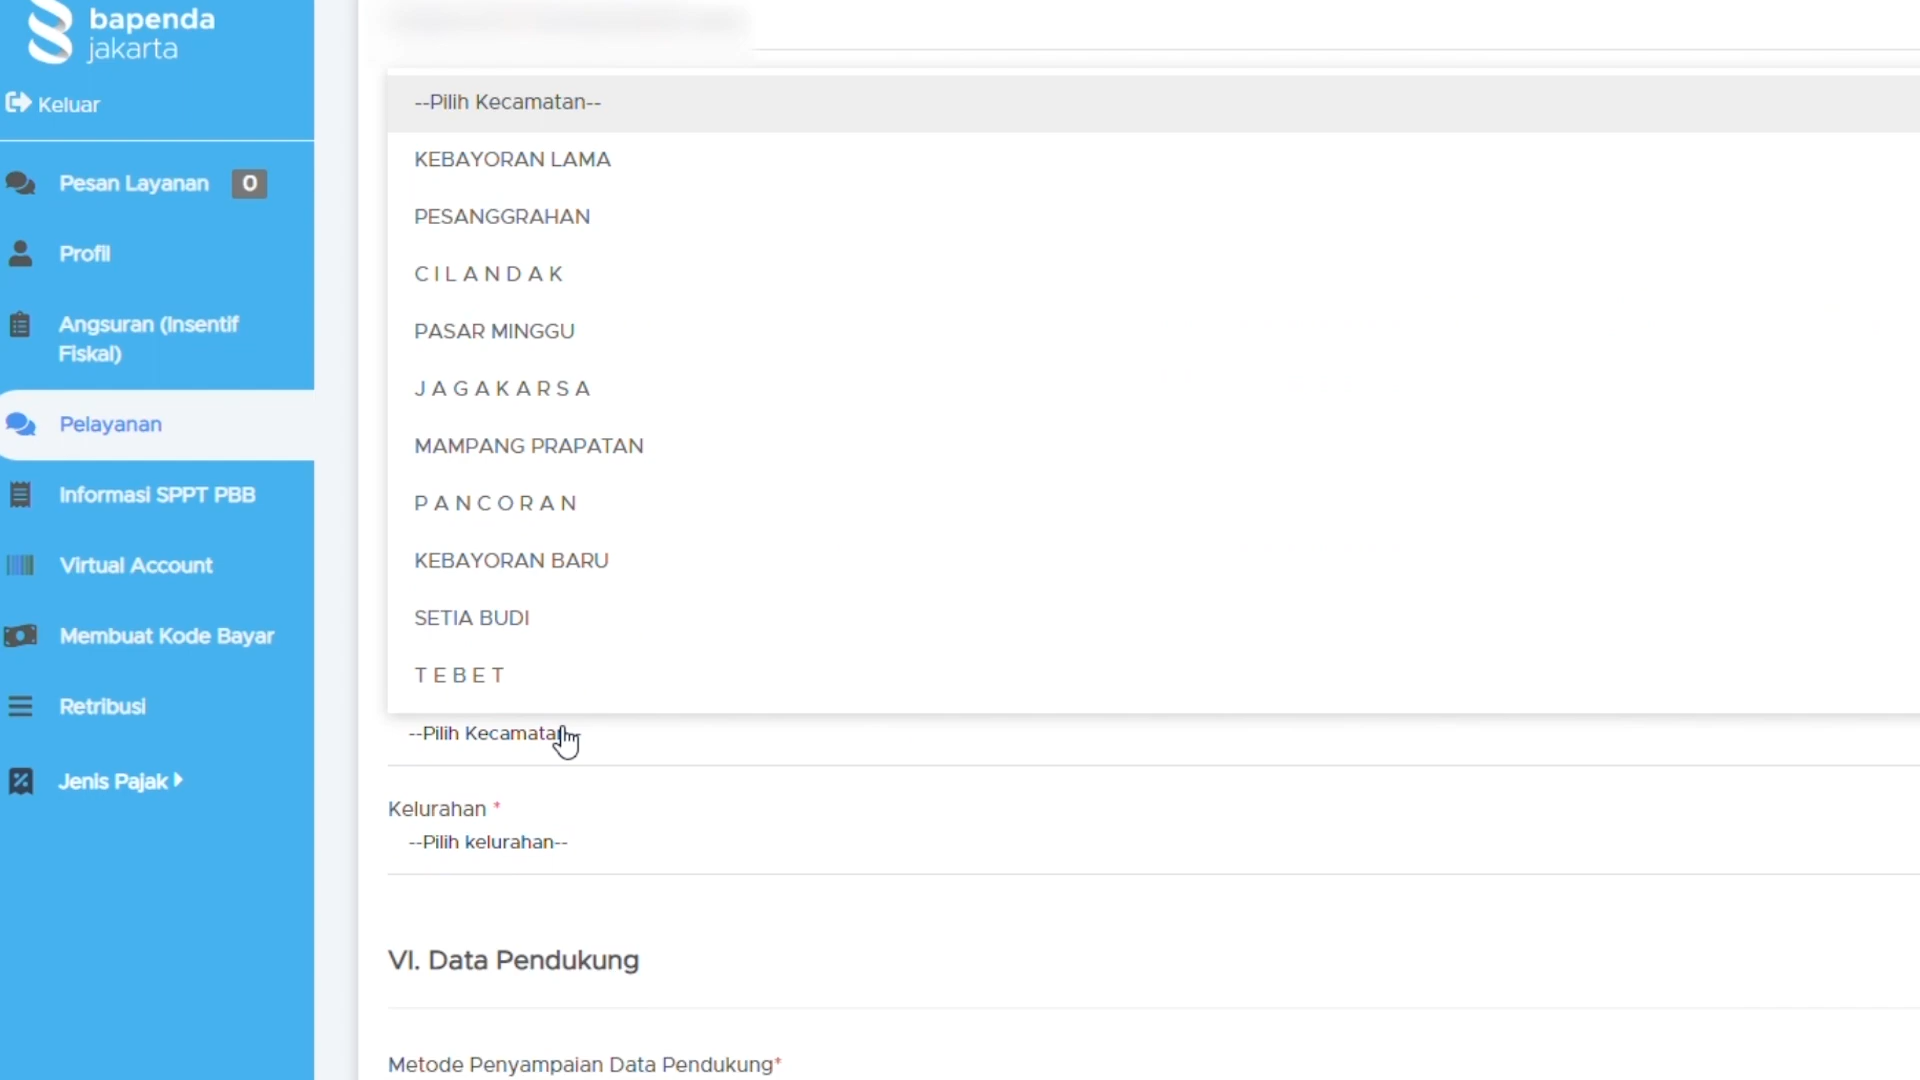 bapenda
jakarta
Keluar
Pesan Layanan 0
Profil
Angsuran (Insentif
Fiskal)
Pelayanan
Informasi SPPT PBB
Virtual Account
Membuat Kode Bayar
Retribusi
Jenis Pajak
--Pilih Kecamatan--
KEBAYORAN LAMA
PESANGGRAHAN
C I L A N D A K
PASAR MINGGU
J A G A K A R S A
MAMPANG PRAPATAN
P A N C O R A N
KEBAYORAN BARU
SETIA BUDI
T E B E T
--Pilih Kecamatan--
Kelurahan *
--Pilih kelurahan--
VI. Data Pendukung
Metode Penyampaian Data Pendukung*